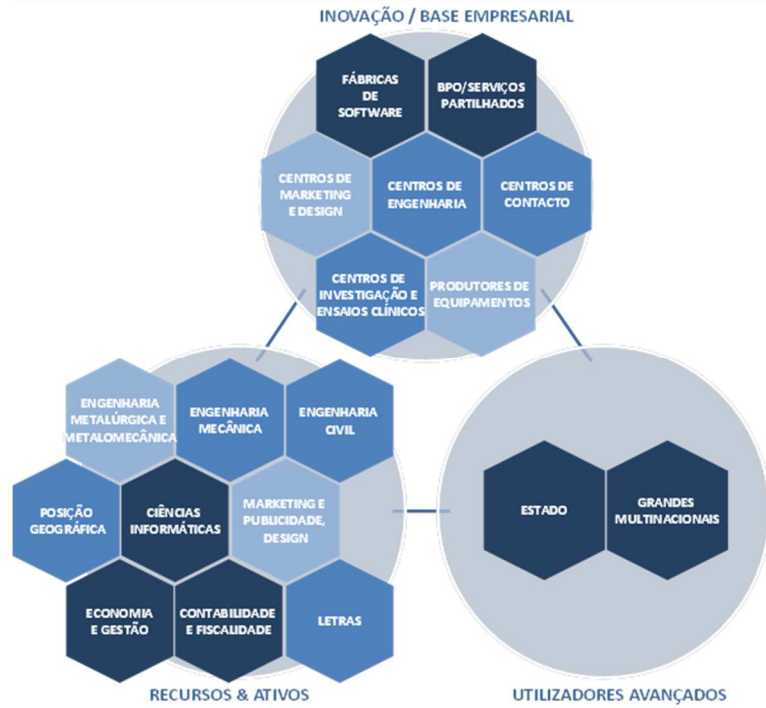 INOVAÇÃO / BASE EMPRESARIAL
FÁBRICAS
DE
SOFTWARE
BPO/SERVIÇOS
PARTILHADOS
CENTROS DE
MARKETING
E DESIGN
CENTROS DE
ENGENHARIA
CENTROS DE
CONTACTO
CENTROS DE
INVESTIGAÇÃO E
ENSAIOS CLÍNICOS
PRODUTORES DE
EQUIPAMENTOS
ENGENHARIA
METALÚRGICA E
METALOMECÂNICA
ENGENHARIA
MECÂNICA
ENGENHARIA
CIVIL
POSIÇÃO
GEOGRÁFICA
CIÊNCIAS
INFORMÁTICAS
MARKETING E
PUBLICIDADE,
DESIGN
ECONOMIA
E GESTÃO
CONTABILIDADE
E FISCALIDADE
LETRAS
RECURSOS & ATIVOS
ESTADO
GRANDES
MULTINACIONAIS
UTILIZADORES AVANÇADOS